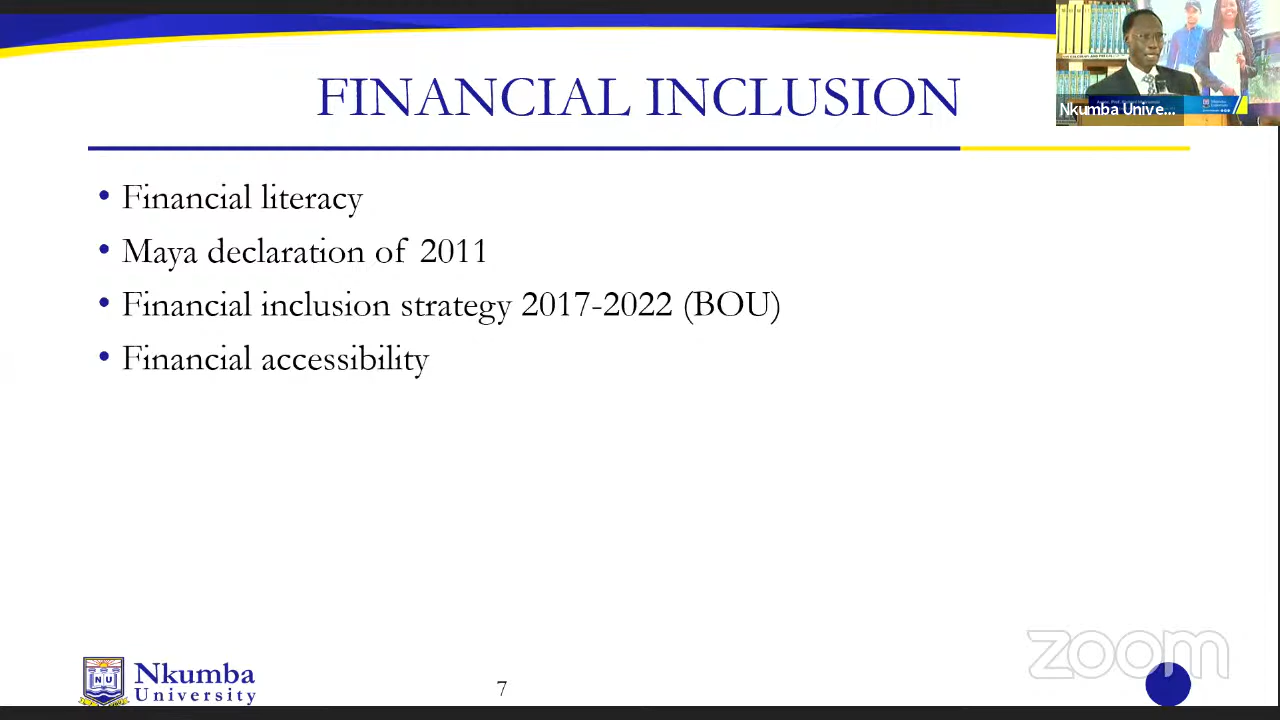 FINANCIAL INCLUSION
Nkumba Unive...
• Financial literacy
• Maya declaration of 2011
• Financial inclusion strategy 2017-2022 (BOU)
• Financial accessibility
zoom
NU
Nkumba
University
7